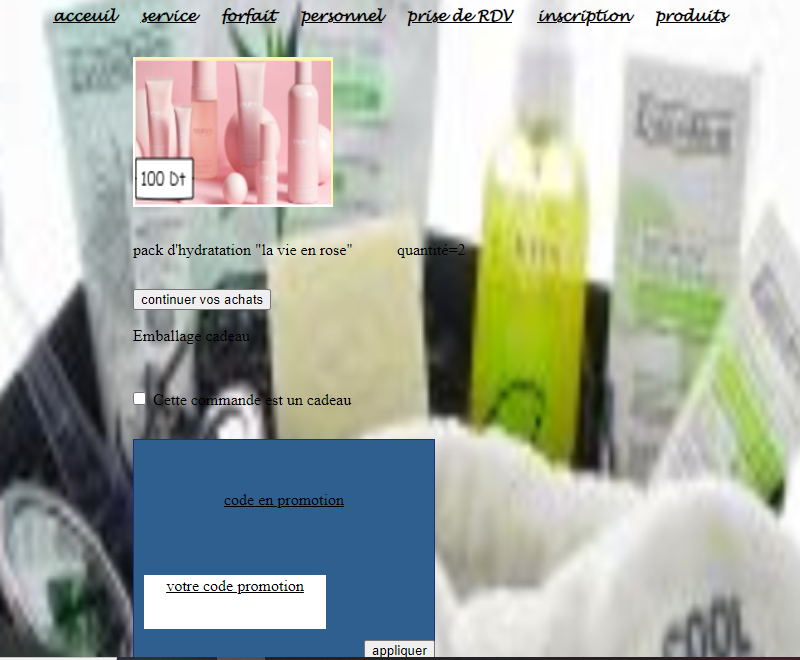 acceuil service forfait personnel prise de RDV inscription produits
100 Dt
pack d'hydratation "la vie en rose" quantité=2
continuer vos achats
Emballage cadeau
Cette commande est un cadeau
code en promotion
votre code promotion
appliquer
COOL